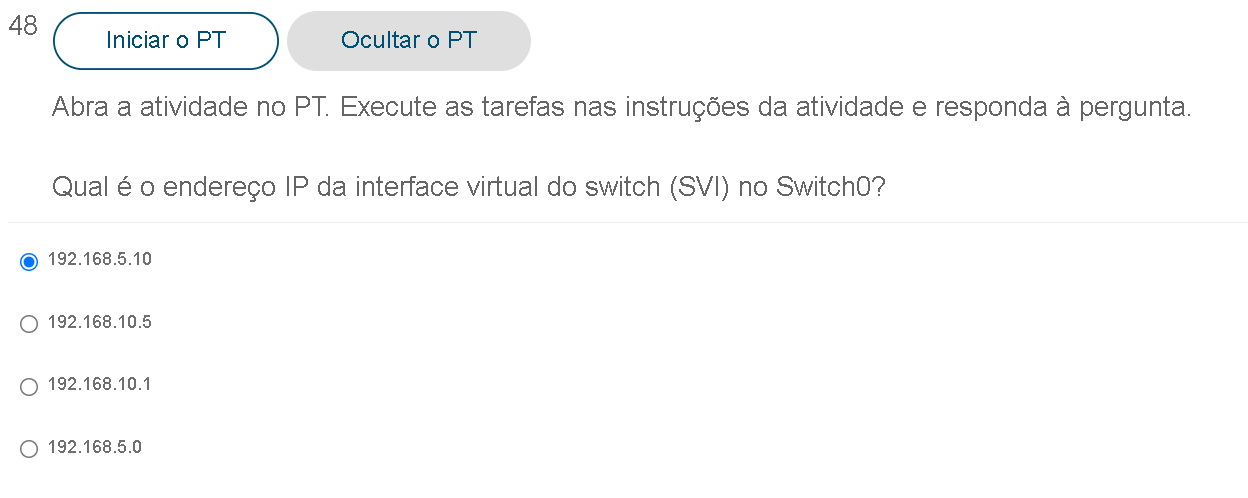 48
Iniciar o PT
Ocultar o PT
Abra a atividade no PT. Execute as tarefas nas instruções da atividade e responda à pergunta.
Qual é o endereço IP da interface virtual do switch (SVI) no Switch0?
192.168.5.10
192.168.10.5
192.168.10.1
192.168.5.0